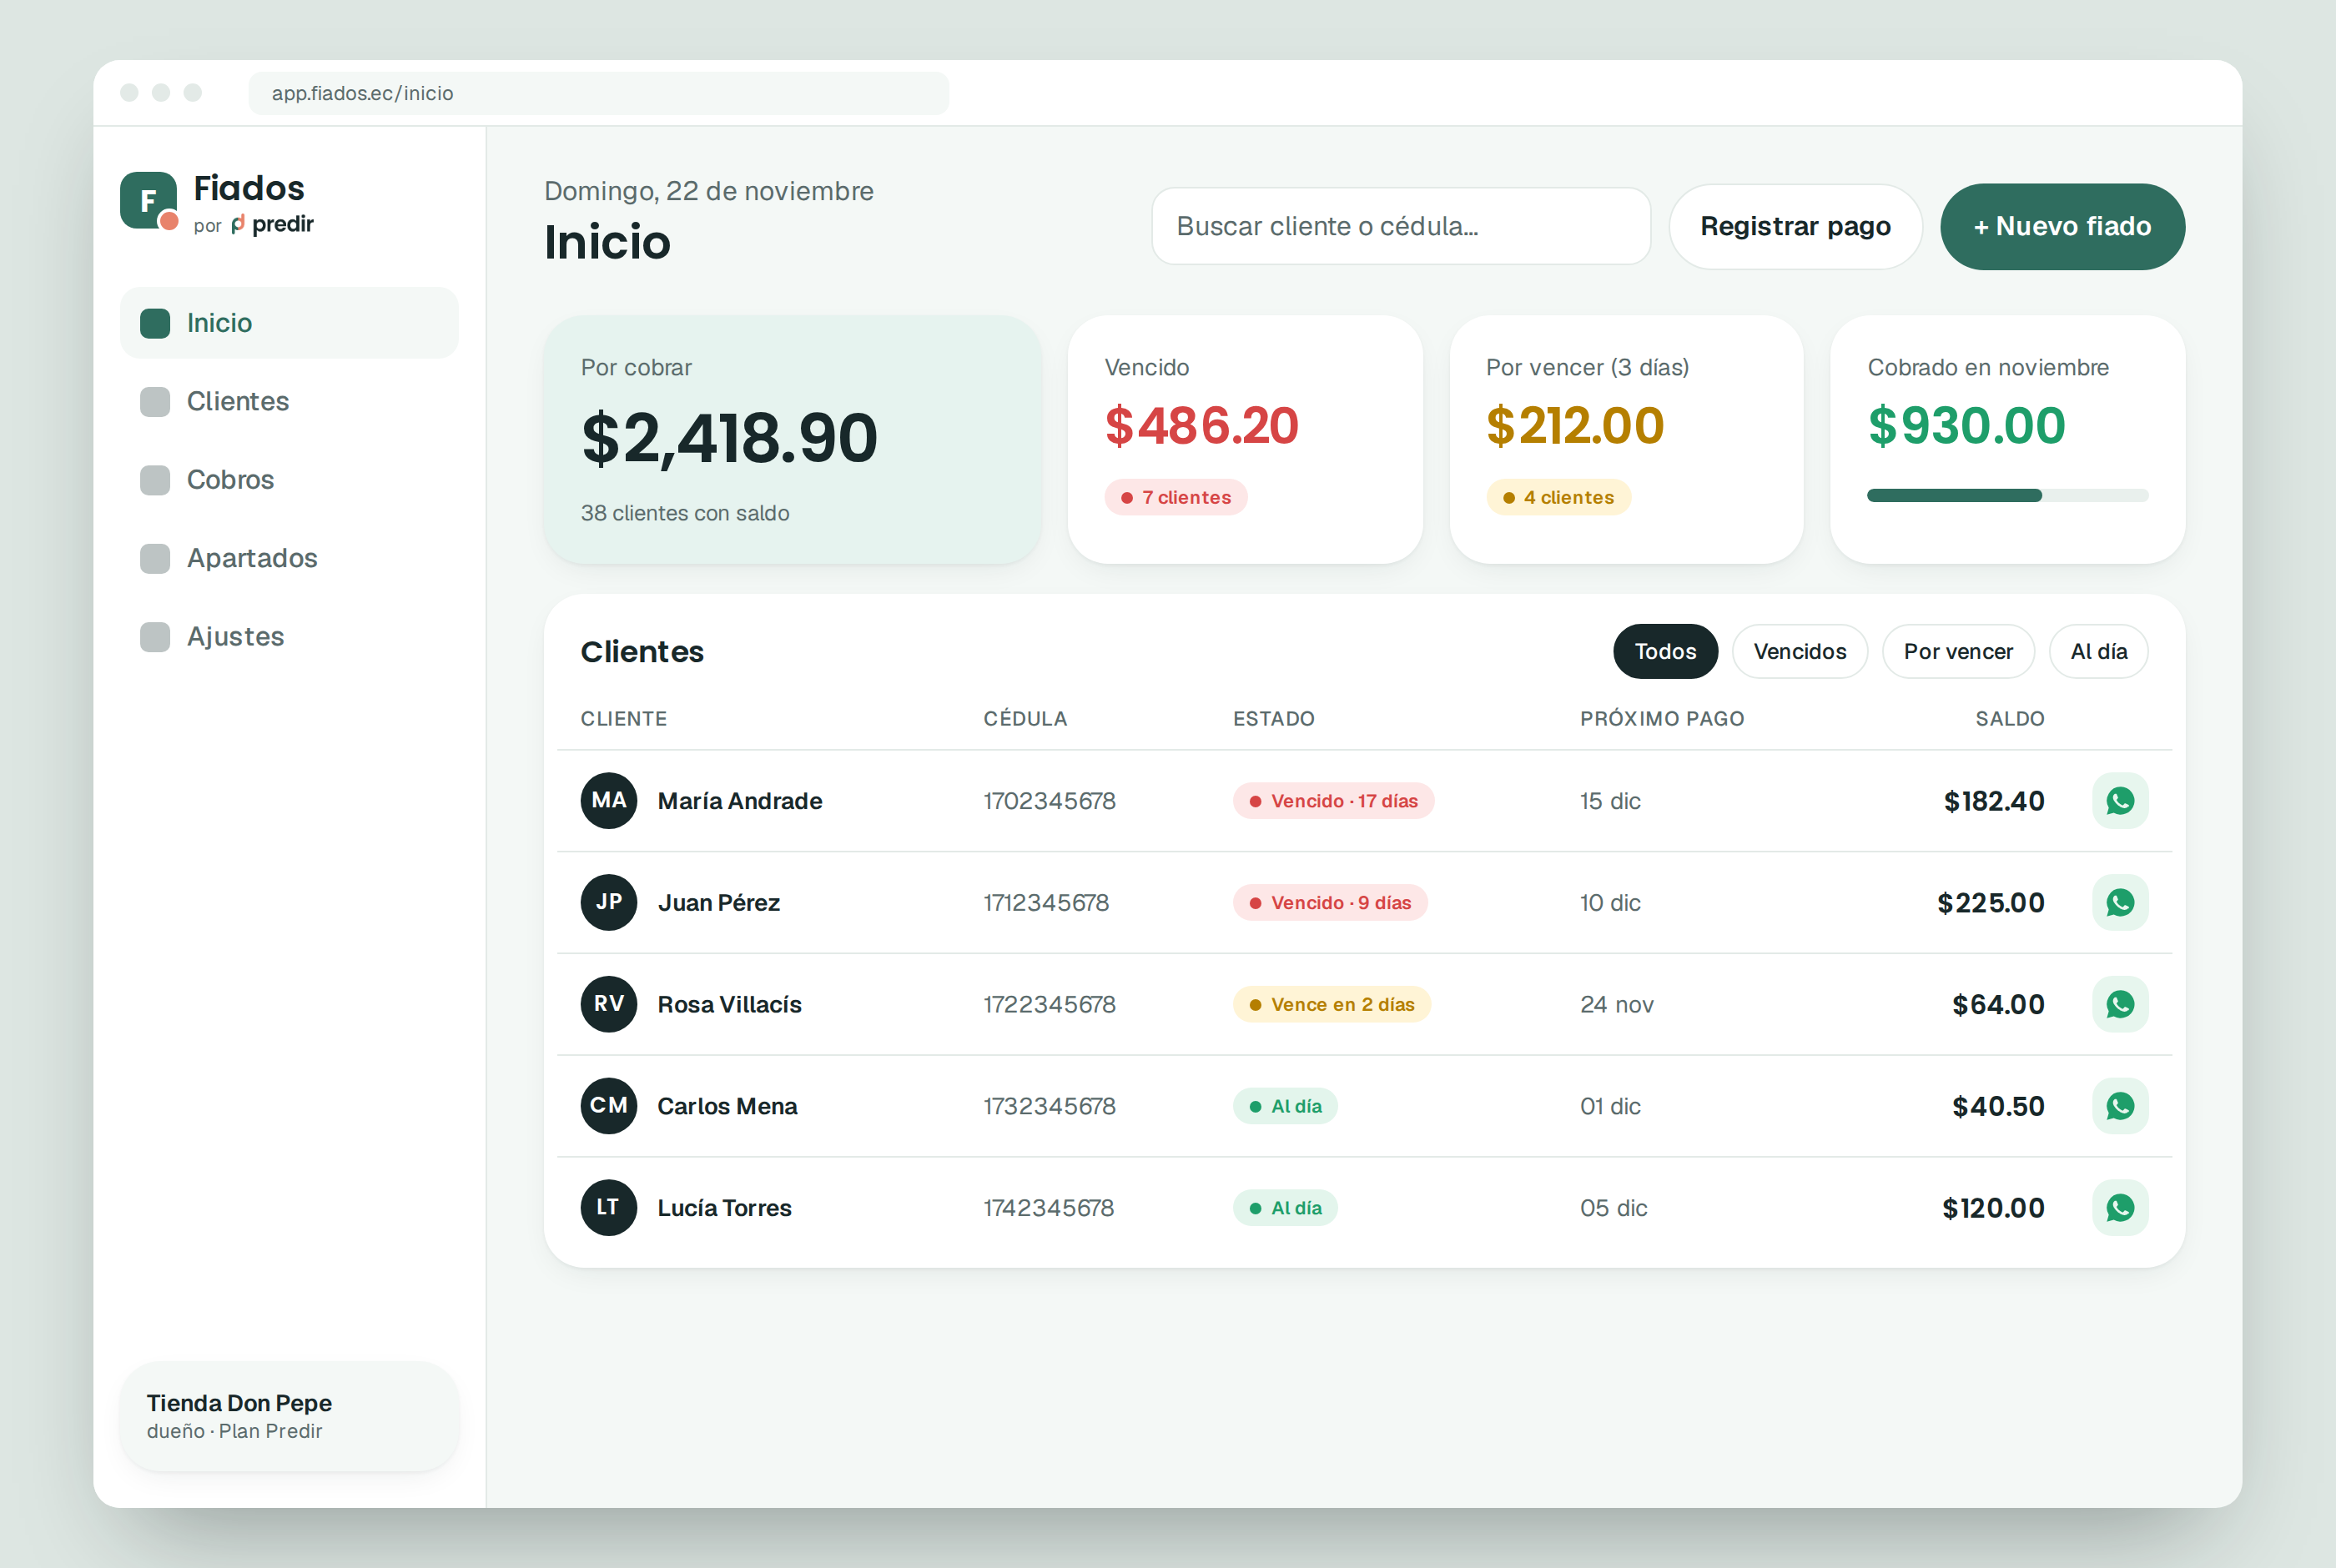 app.fiados.ec/inicio
F
Fiados
por predir
Inicio
Clientes
Cobros
Apartados
Ajustes
Tienda Don Pepe
dueño · Plan Predir
Domingo, 22 de noviembre
Inicio
Buscar cliente o cédula...
Registrar pago
+ Nuevo fiado
Por cobrar
$2,418.90
38 clientes con saldo
Vencido
$486.20
7 clientes
Por vencer (3 días)
$212.00
4 clientes
Cobrado en noviembre
$930.00
Clientes
Todos Vencidos Por vencer Al día
CLIENTE CÉDULA ESTADO PRÓXIMO PAGO SALDO
MA María Andrade 1702345678 Vencido · 17 días 15 dic $182.40
JP Juan Pérez 1712345678 Vencido · 9 días 10 dic $225.00
RV Rosa Villacís 1722345678 Vence en 2 días 24 nov $64.00
CM Carlos Mena 1732345678 Al día 01 dic $40.50
LT Lucía Torres 1742345678 Al día 05 dic $120.00